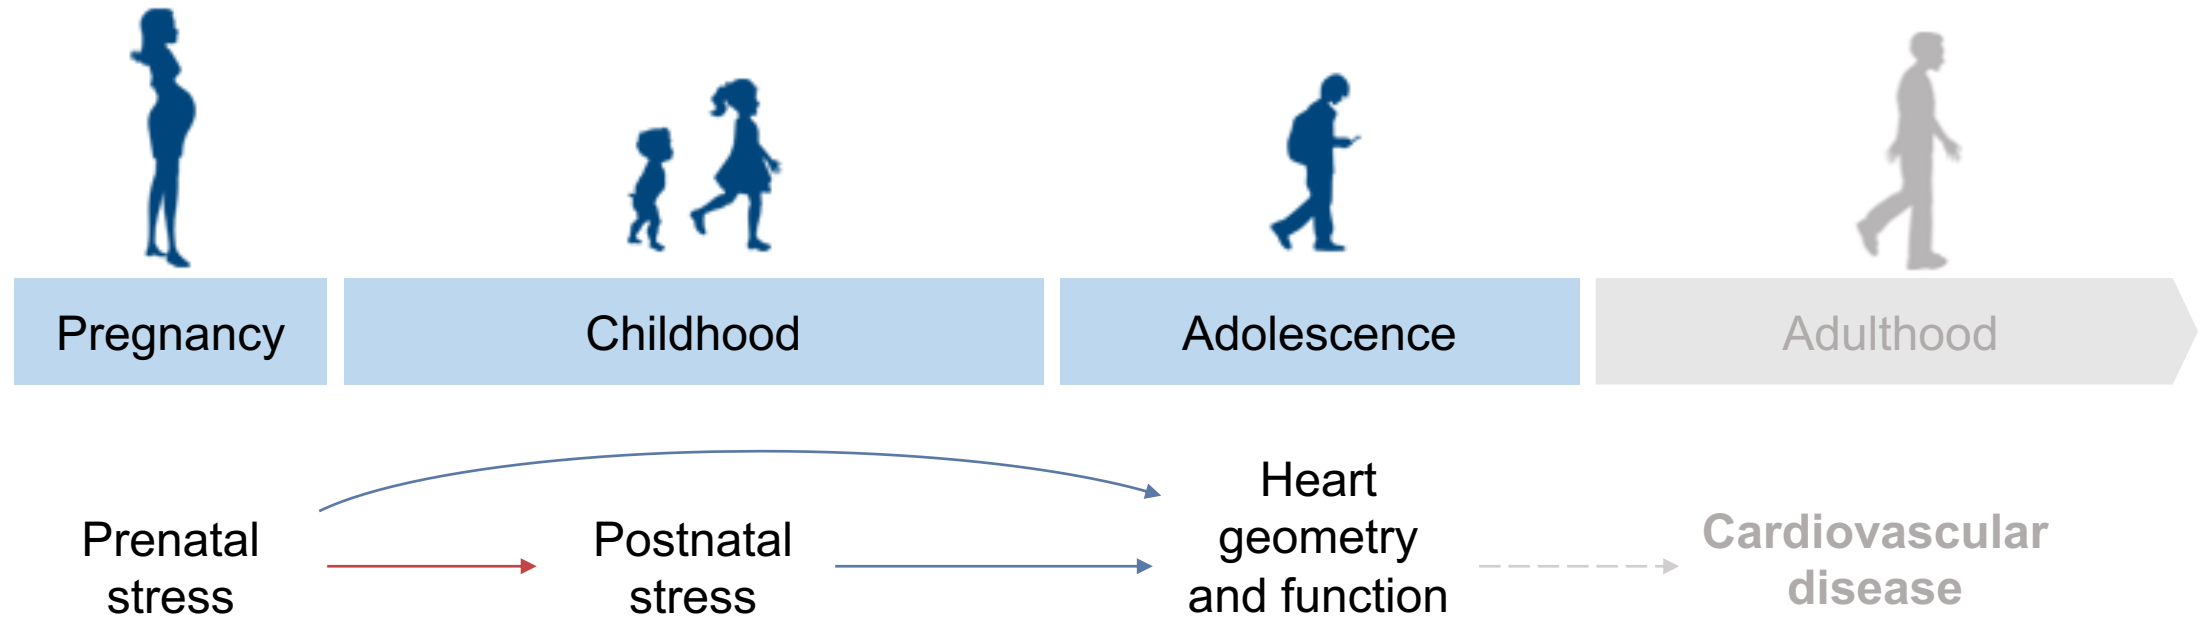 Pregnancy
Childhood
Adolescence
Adulthood
Prenatal
stress
Postnatal
stress
Heart
geometry
and function
Cardiovascular
disease